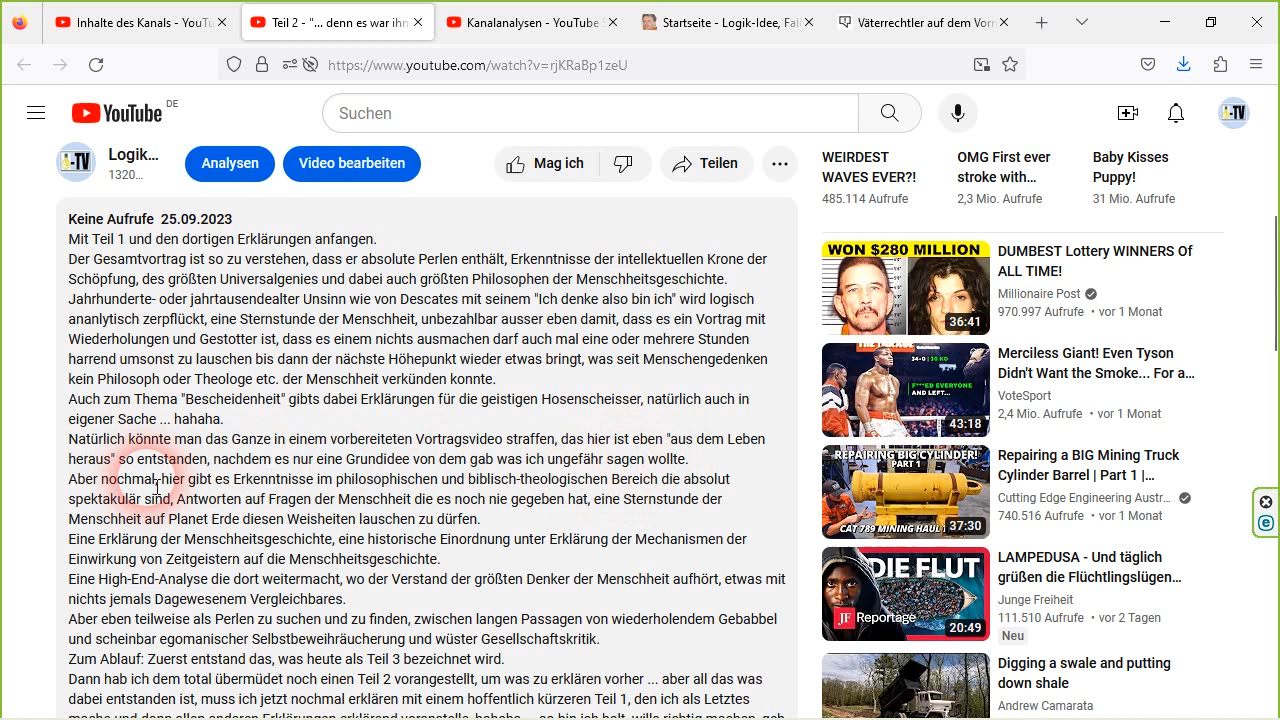 Inhalte des Kanals - YouTu
Teil 2 - "... denn es war ihn
Kanalanalysen - YouTube S
Startseite - Logik-Idee, Fall
Väterrechtler auf dem Vorm
https://www.youtube.com/watch?v=rjKRaBp1zeU
YouTube DE
Suchen
i-TV
Logik...
1320...
Analysen
Video bearbeiten
Mag ich
Teilen
Keine Aufrufe 25.09.2023
Mit Teil 1 und den dortigen Erklärungen anfangen.
Der Gesamtvortrag ist so zu verstehen, dass er absolute Perlen enthält, Erkenntnisse der intellektuellen Krone der
Schöpfung, des größten Universalgenies und dabei auch größten Philosophen der Menschheitsgeschichte.
Jahrhunderte- oder jahrtausendealter Unsinn wie von Descates mit seinem "Ich denke also bin ich" wird logisch
ananlytisch zerpflückt, eine Sternstunde der Menschheit, unbezahlbar ausser eben damit, dass es ein Vortrag mit
Wiederholungen und Gestotter ist, dass es einem nichts ausmachen darf auch mal eine oder mehrere Stunden
harrend umsonst zu lauschen bis dann der nächste Höhepunkt wieder etwas bringt, was seit Menschengedenken
kein Philosoph oder Theologe etc. der Menschheit verkünden konnte.
Auch zum Thema "Bescheidenheit" gibts dabei Erklärungen für die geistigen Hosenscheisser, natürlich auch in
eigener Sache ... hahaha.
Natürlich könnte man das Ganze in einem vorbereiteten Vortragsvideo straffen, das hier ist eben "aus dem Leben
heraus" so entstanden, indem es nur eine Grundidee von dem gab was ich ungefähr sagen wollte.
Aber nochmal, hier gibt es Erkenntnisse im philosophischen und biblisch-theologischen Bereich die absolut
spektakulär sind, Antworten auf Fragen der Menschheit die es noch nie gegeben hat, eine Sternstunde der
Menschheit auf Planet Erde diesen Weisheiten lauschen zu dürfen.
Eine Erklärung der Menschheitsgeschichte, eine historische Einordnung unter Erklärung der Mechanismen der
Einwirkung von Zeitgeistern auf die Menschheitsgeschichte.
Eine High-End-Analyse die dort weitermacht, wo der Verstand der größten Denker der Menschheit aufhört, etwas mit
nichts jemals Dagewesenem Vergleichbares.
Aber eben teilweise als Perlen zu suchen und zu finden, zwischen langen Passagen von wiederholendem Gebabbel
und scheinbar egomanischer Selbstbeweihräucherung und wüster Gesellschaftskritik.
Zum Ablauf: Zuerst entstand das, was heute als Teil 3 bezeichnet wird.
Dann hab ich dem total übermüdet noch einen Teil 2 vorangestellt, um was zu erklären vorher ... aber all das was
dabei entstanden ist, muss ich jetzt nochmal erklären mit einem hoffentlich kürzeren Teil 1, den ich als Letztes
WEIRDEST
WAVES EVER?!
485.114 Aufrufe
OMG First ever
stroke with...
2,3 Mio. Aufrufe
Baby Kisses
Puppy!
31 Mio. Aufrufe
WON $280 MILLION
36:41
DUMBEST Lottery WINNERS Of
ALL TIME!
Millionaire Post
970.997 Aufrufe • vor 1 Monat
34-0 | 30 KO
F***ED EVERYONE
AND LEFT...
43:18
Merciless Giant! Even Tyson
Didn't Want the Smoke... For a...
VoteSport
2,4 Mio. Aufrufe • vor 1 Monat
REPAIRING BIG CYLINDER!
PART 1
CAT 789 MINING HAUL
37:30
Repairing a BIG Mining Truck
Cylinder Barrel | Part 1 |...
Cutting Edge Engineering Austr...
740.516 Aufrufe • vor 1 Monat
DIE FLUT
JF Reportage
20:49
LAMPEDUSA - Und täglich
grüßen die Flüchtlingslügen...
Junge Freiheit
111.510 Aufrufe • vor 2 Tagen
Neu
Digging a swale and putting
down shale
Andrew Camarata